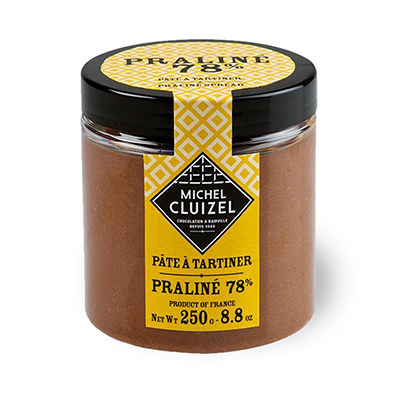 PRALINÉ
78%
PÂTE À TARTINER
PRALINÉ SPREAD
MICHEL
CLUIZEL
CHOCOLATIER À DAMVILLE
DEPUIS 1948
PÂTE À TARTINER
PRALINÉ 78%
PRODUCT OF FRANCE
NET WT 250 G - 8.8 OZ